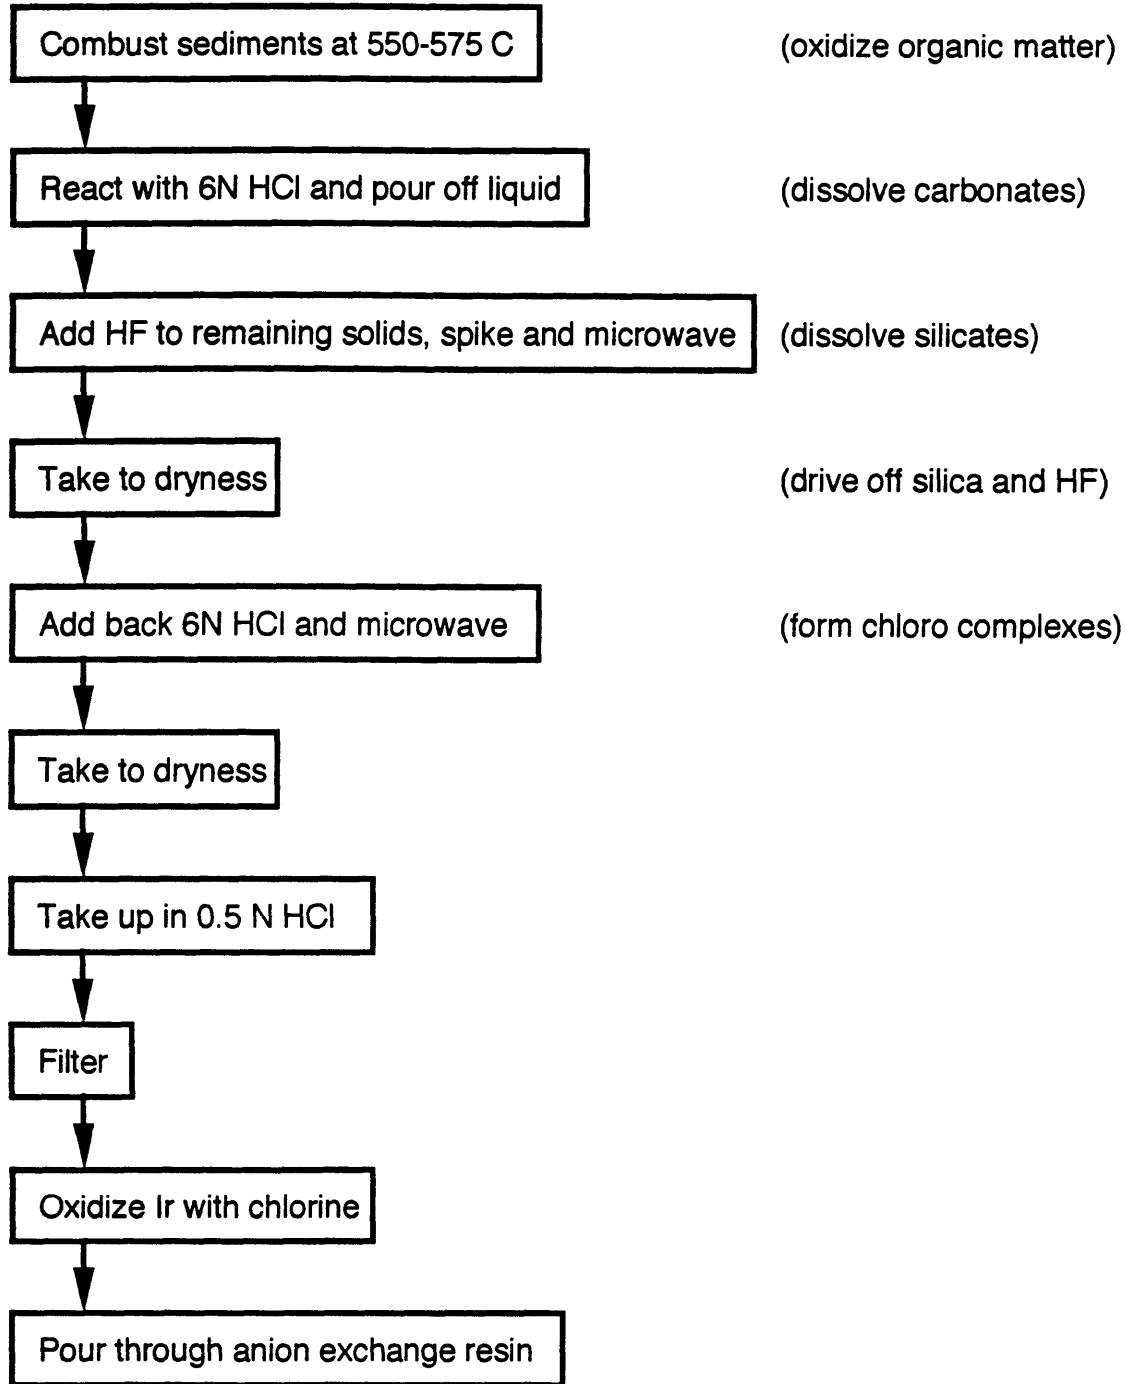 Combust sediments at 550-575 C (oxidize organic matter)
React with 6N HCl and pour off liquid (dissolve carbonates)
Add HF to remaining solids, spike and microwave (dissolve silicates)
Take to dryness (drive off silica and HF)
Add back 6N HCl and microwave (form chloro complexes)
Take to dryness
Take up in 0.5 N HCl
Filter
Oxidize Ir with chlorine
Pour through anion exchange resin